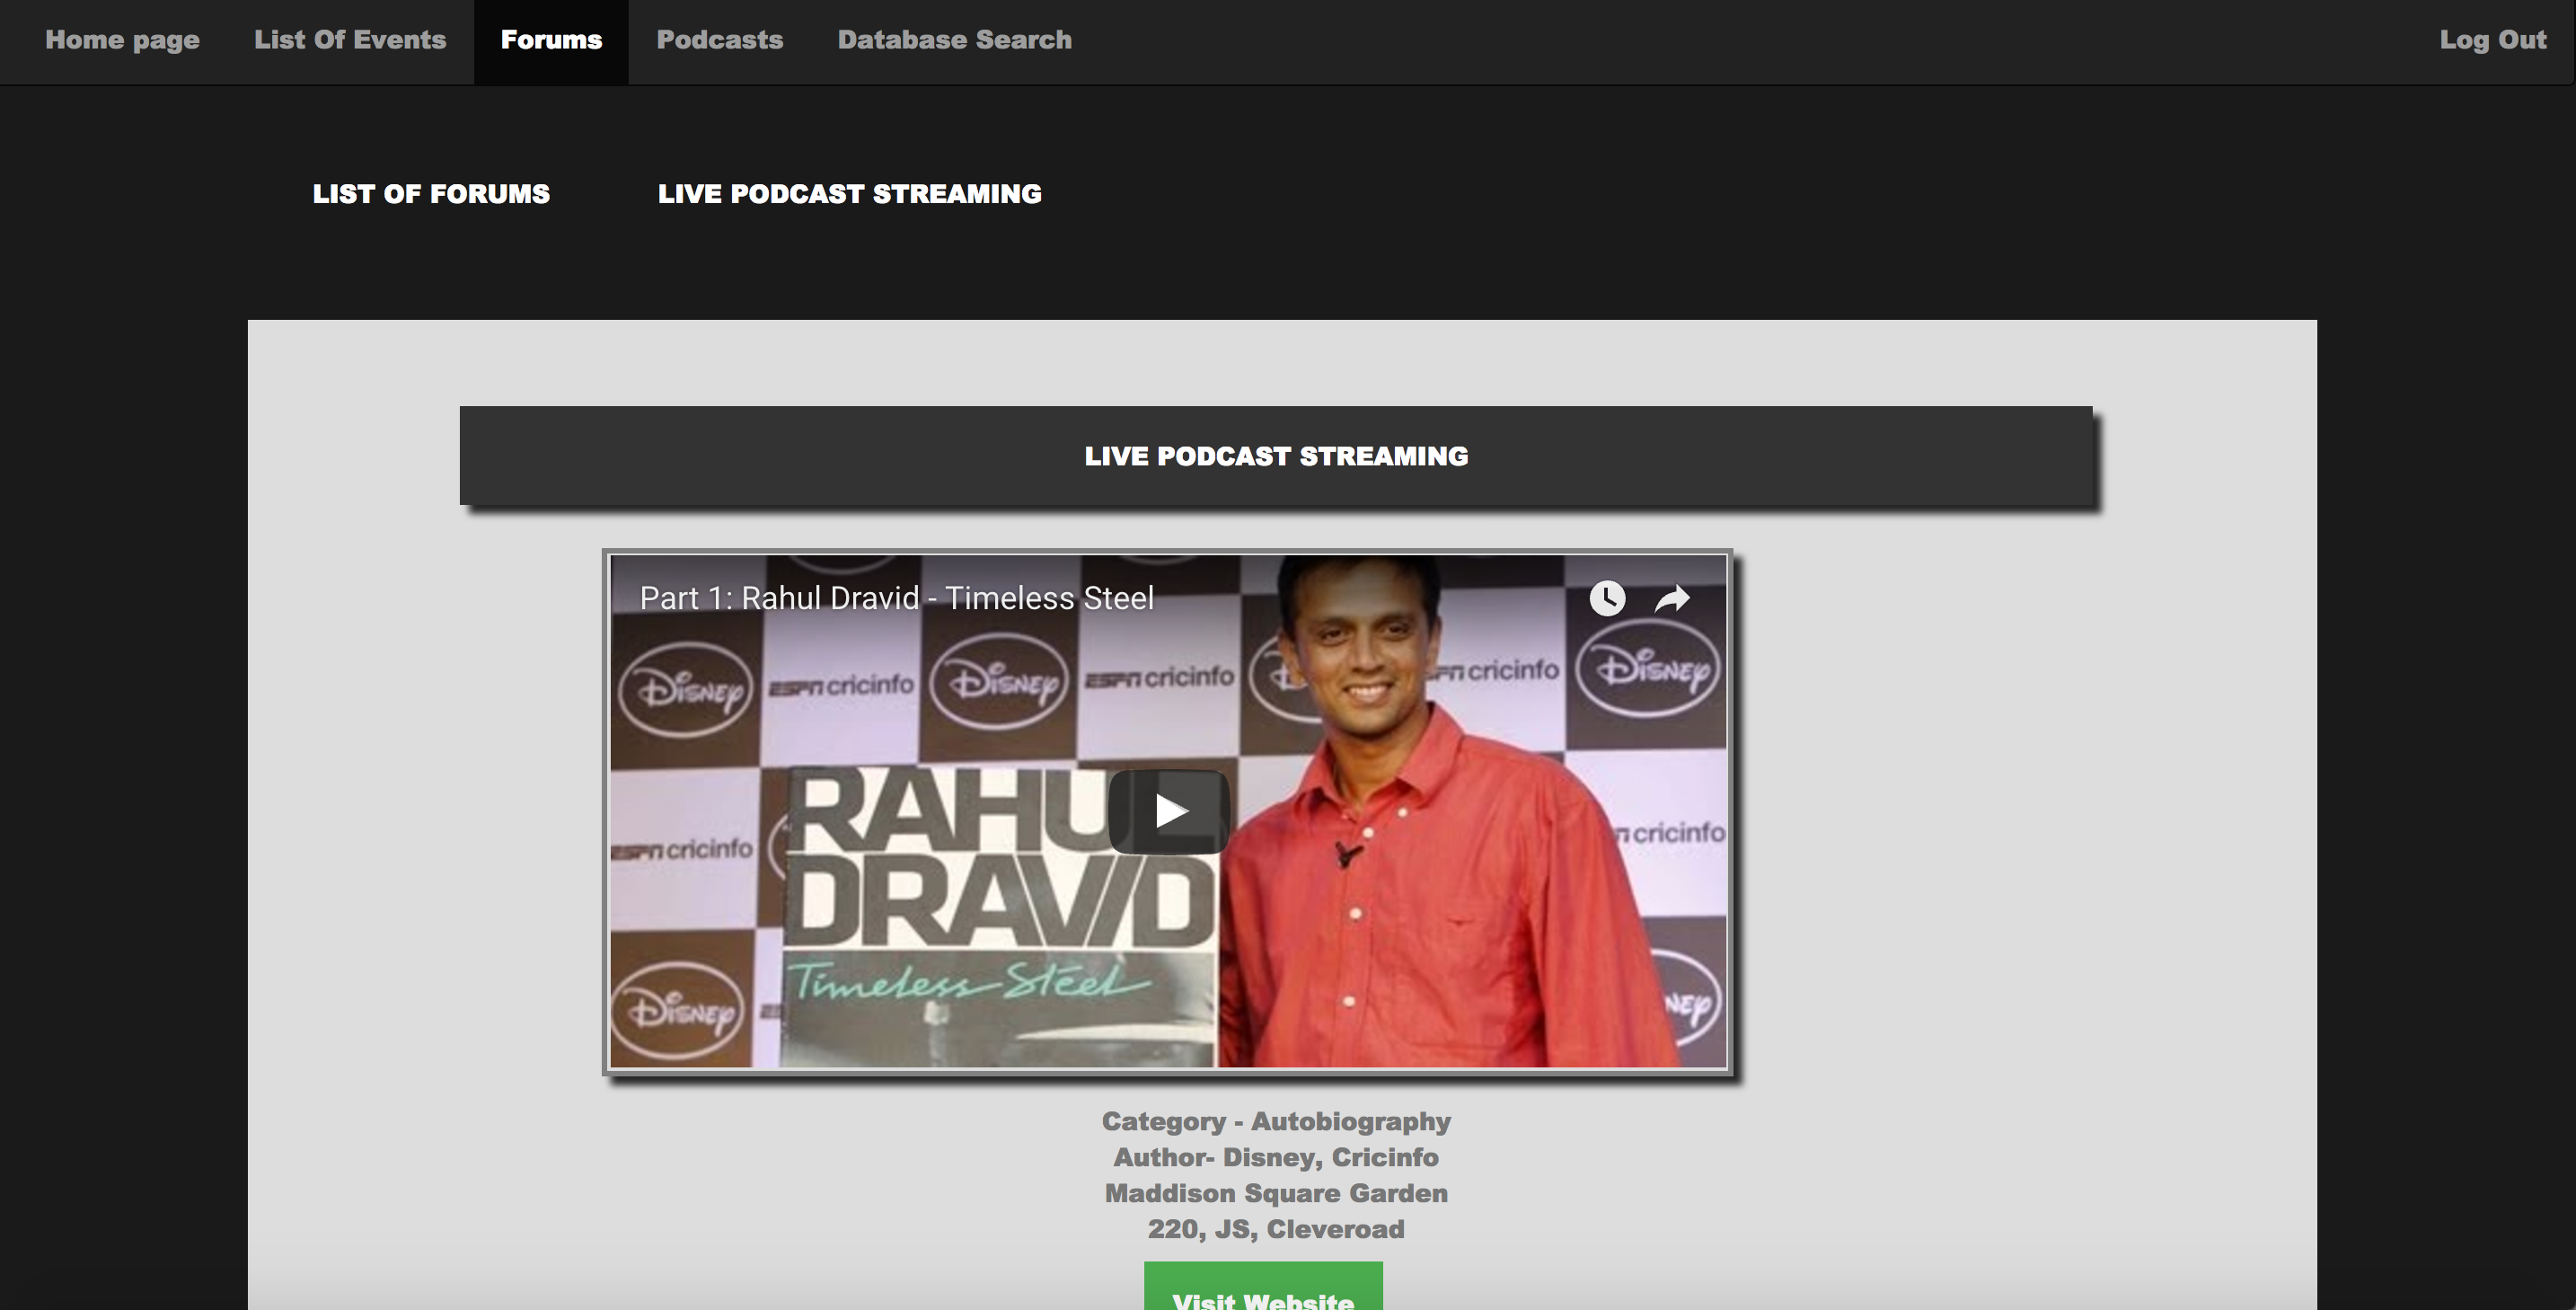 Home page List Of Events Forums Podcasts Database Search Log Out
LIST OF FORUMS LIVE PODCAST STREAMING
LIVE PODCAST STREAMING
Part 1: Rahul Dravid - Timeless Steel
Disney ESPN cricinfo Disney ESPN cricinfo cricinfo Disney
ESPN cricinfo cricinfo
RAHUL
DRAVID
Timeless Steel
Disney
Category - Autobiography
Author- Disney, Cricinfo
Maddison Square Garden
220, JS, Cleveroad
Visit Website